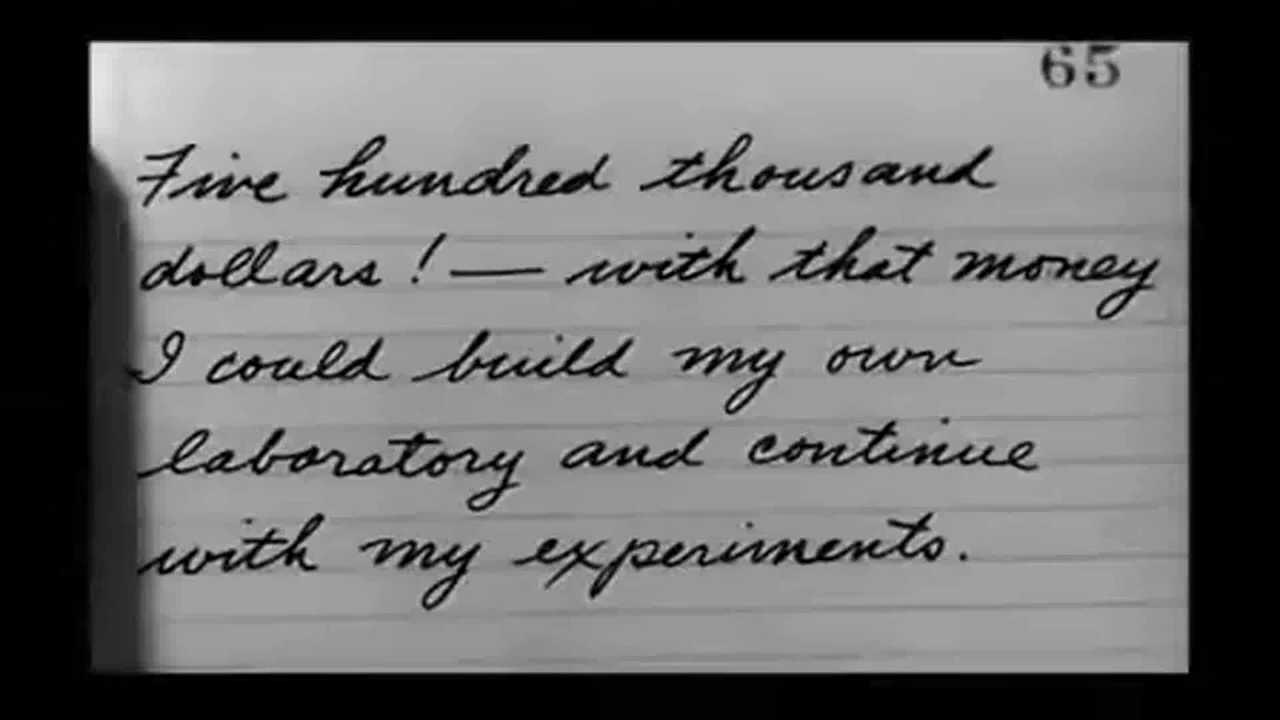 65
Five hundred thousand
dollars! — with that money
I could build my own
laboratory and continue
with my experiments.